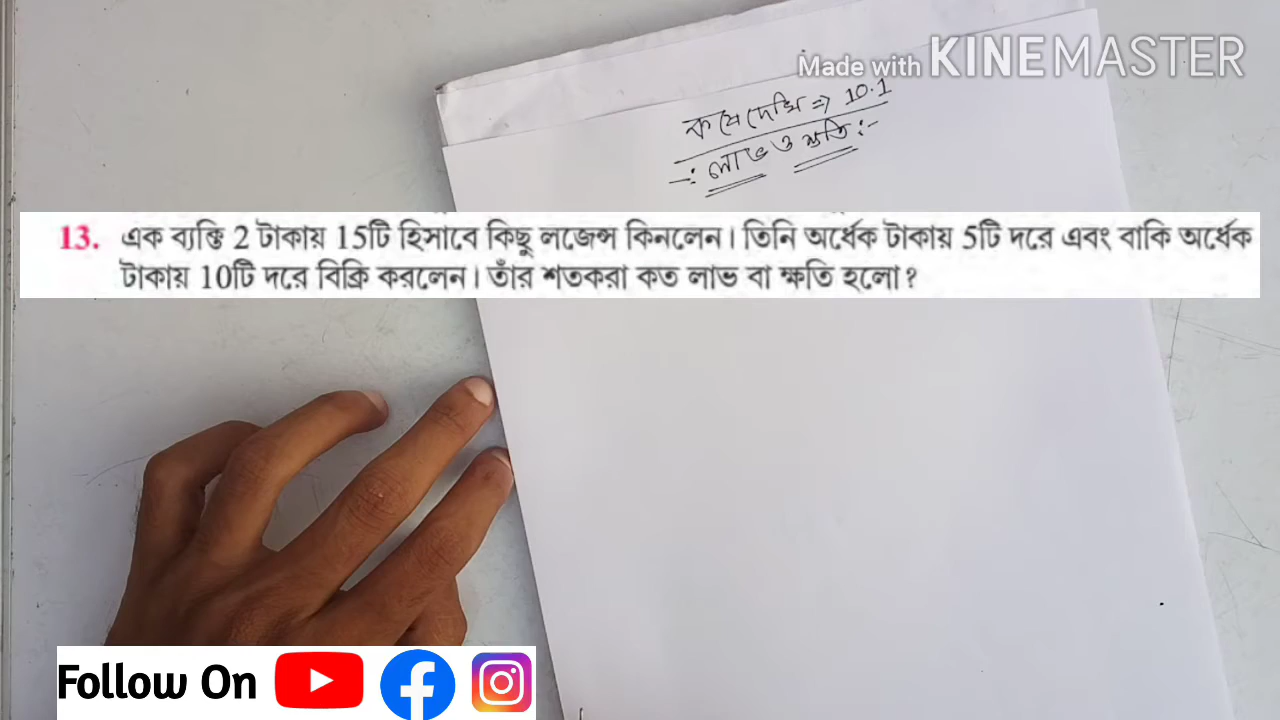 Made with KINEMASTER
কষে দেখি ⇒ 10.1
-: লাভ ও ক্ষতি :-
13. এক ব্যক্তি 2 টাকায় 15টি হিসাবে কিছু লজেন্স কিনলেন। তিনি অর্ধেক টাকায় 5টি দরে এবং বাকি অর্ধেক
টাকায় 10টি দরে বিক্রি করলেন। তাঁর শতকরা কত লাভ বা ক্ষতি হলো?
Follow On